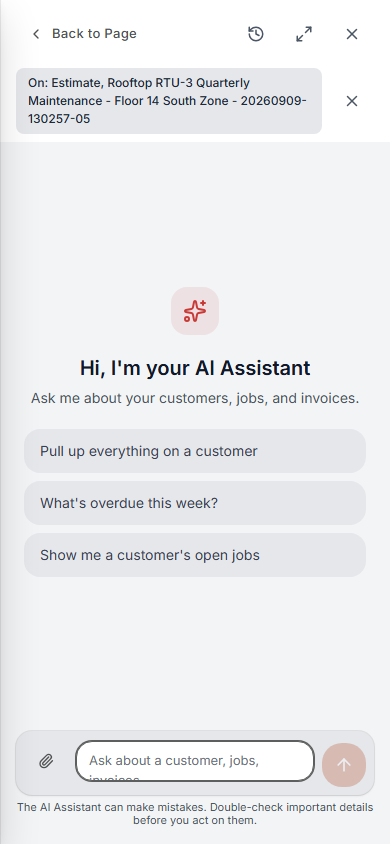 Back to Page
On: Estimate, Rooftop RTU-3 Quarterly
Maintenance - Floor 14 South Zone - 20260909-
130257-05
Hi, I'm your AI Assistant
Ask me about your customers, jobs, and invoices.
Pull up everything on a customer
What's overdue this week?
Show me a customer's open jobs
Ask about a customer, jobs,
invoices
The AI Assistant can make mistakes. Double-check important details
before you act on them.